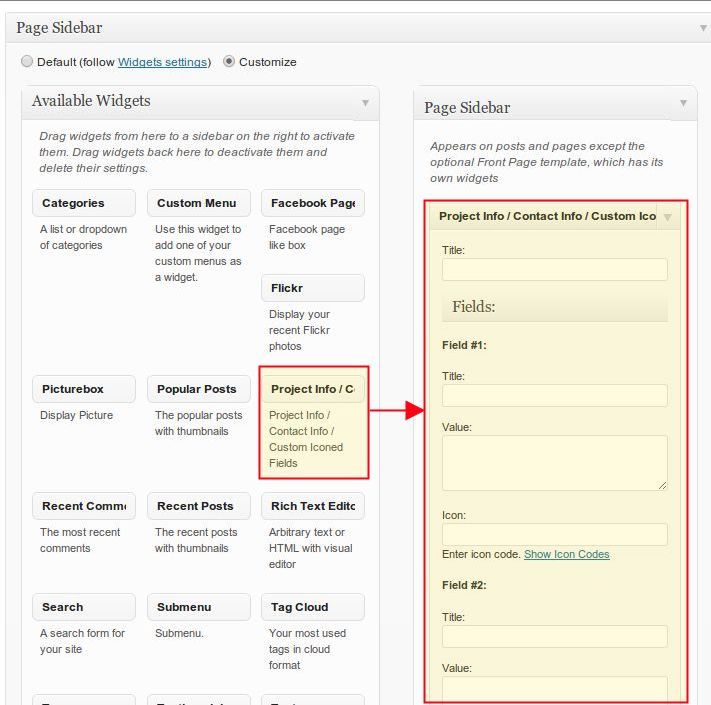 Page Sidebar
Default (follow Widgets settings)
Customize
Available Widgets
Drag widgets from here to a sidebar on the right to activate
them. Drag widgets back here to deactivate them and
delete their settings.
Categories
A list or dropdown
of categories
Custom Menu
Use this widget to
add one of your
custom menus as
a widget.
Facebook Page
Facebook page
like box
Flickr
Display your
recent Flickr
photos
Picturebox
Display Picture
Popular Posts
The popular posts
with thumbnails
Project Info / C
Project Info /
Contact Info /
Custom Iconed
Fields
Recent Comm
The most recent
comments
Recent Posts
The recent posts
with thumbnails
Rich Text Edito
Arbitrary text or
HTML with visual
editor
Search
A search form for
your site
Submenu
Submenu.
Tag Cloud
Your most used
tags in cloud
format
Page Sidebar
Appears on posts and pages except the
optional Front Page template, which has its
own widgets
Project Info / Contact Info / Custom Ico
Title:
Fields:
Field #1:
Title:
Value:
Icon:
Enter icon code. Show Icon Codes
Field #2:
Title:
Value: